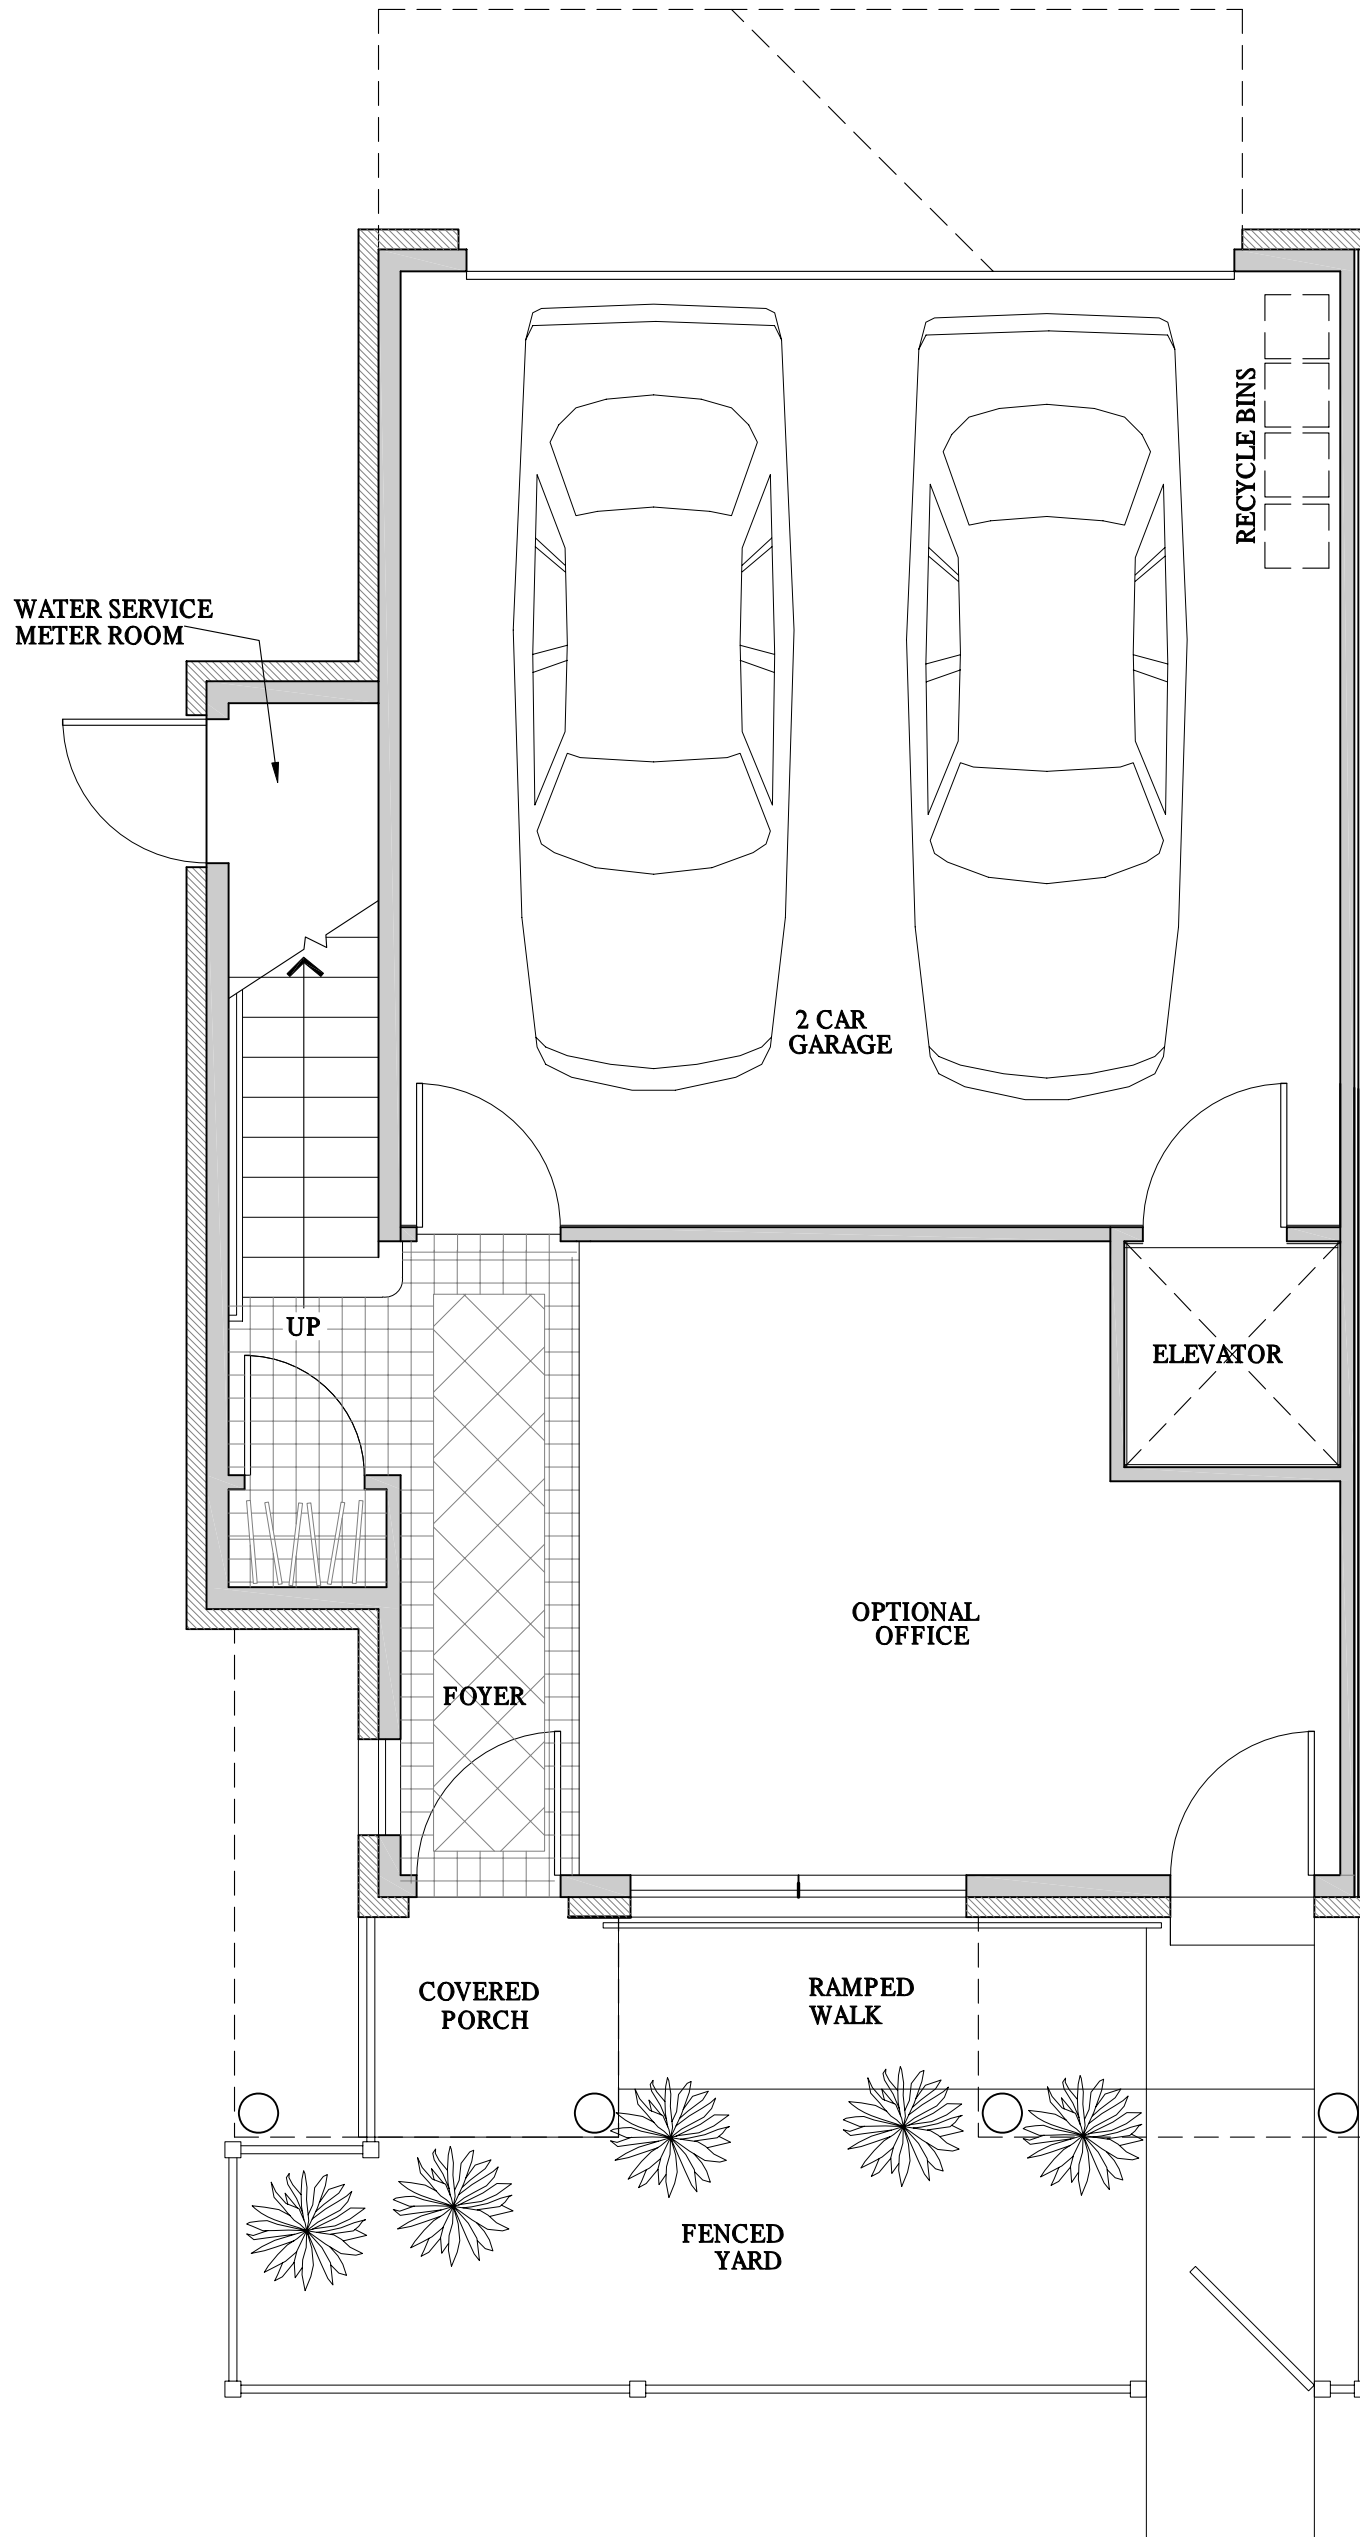 RECYCLE BINS
WATER SERVICE
METER ROOM
2 CAR
GARAGE
UP
ELEVATOR
OPTIONAL
OFFICE
FOYER
COVERED
PORCH
RAMPED
WALK
FENCED
YARD